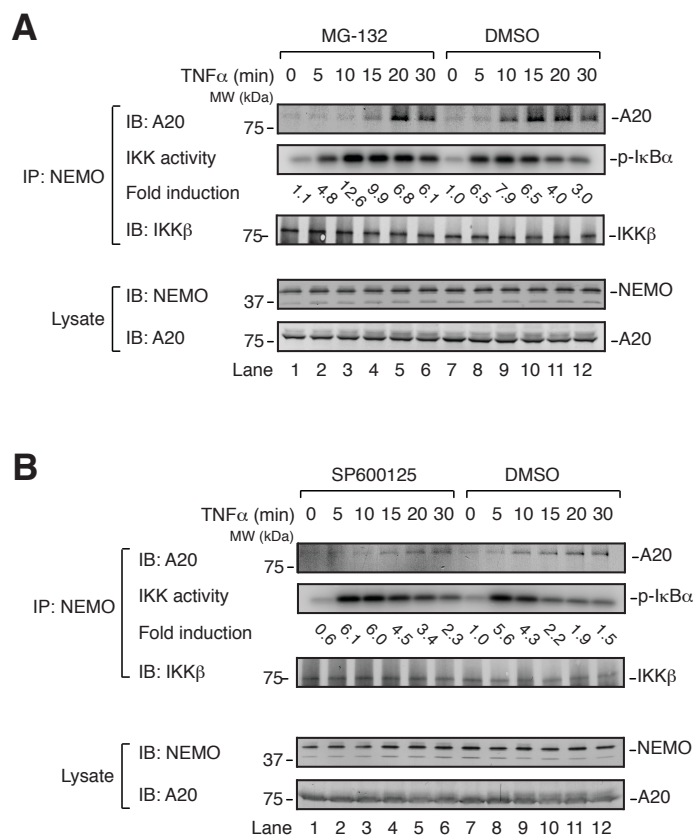 A
MG-132 DMSO
TNFα (min) 0 5 10 15 20 30 0 5 10 15 20 30
MW (kDa)
IP: NEMO
IB: A20 75- -A20
IKK activity -p-IκBα
Fold induction 1.1 4.8 12.6 9.9 6.8 6.1 1.0 6.5 7.9 6.5 4.0 3.0
IB: IKKβ 75- -IKKβ
Lysate
IB: NEMO 37- -NEMO
IB: A20 75- -A20
Lane 1 2 3 4 5 6 7 8 9 10 11 12
B
SP600125 DMSO
TNFα (min) 0 5 10 15 20 30 0 5 10 15 20 30
MW (kDa)
IP: NEMO
IB: A20 75- -A20
IKK activity -p-IκBα
Fold induction 0.6 6.1 6.0 4.5 3.4 2.3 1.0 5.6 4.3 2.2 1.9 1.5
IB: IKKβ 75- -IKKβ
Lysate
IB: NEMO 37- -NEMO
IB: A20 75- -A20
Lane 1 2 3 4 5 6 7 8 9 10 11 12